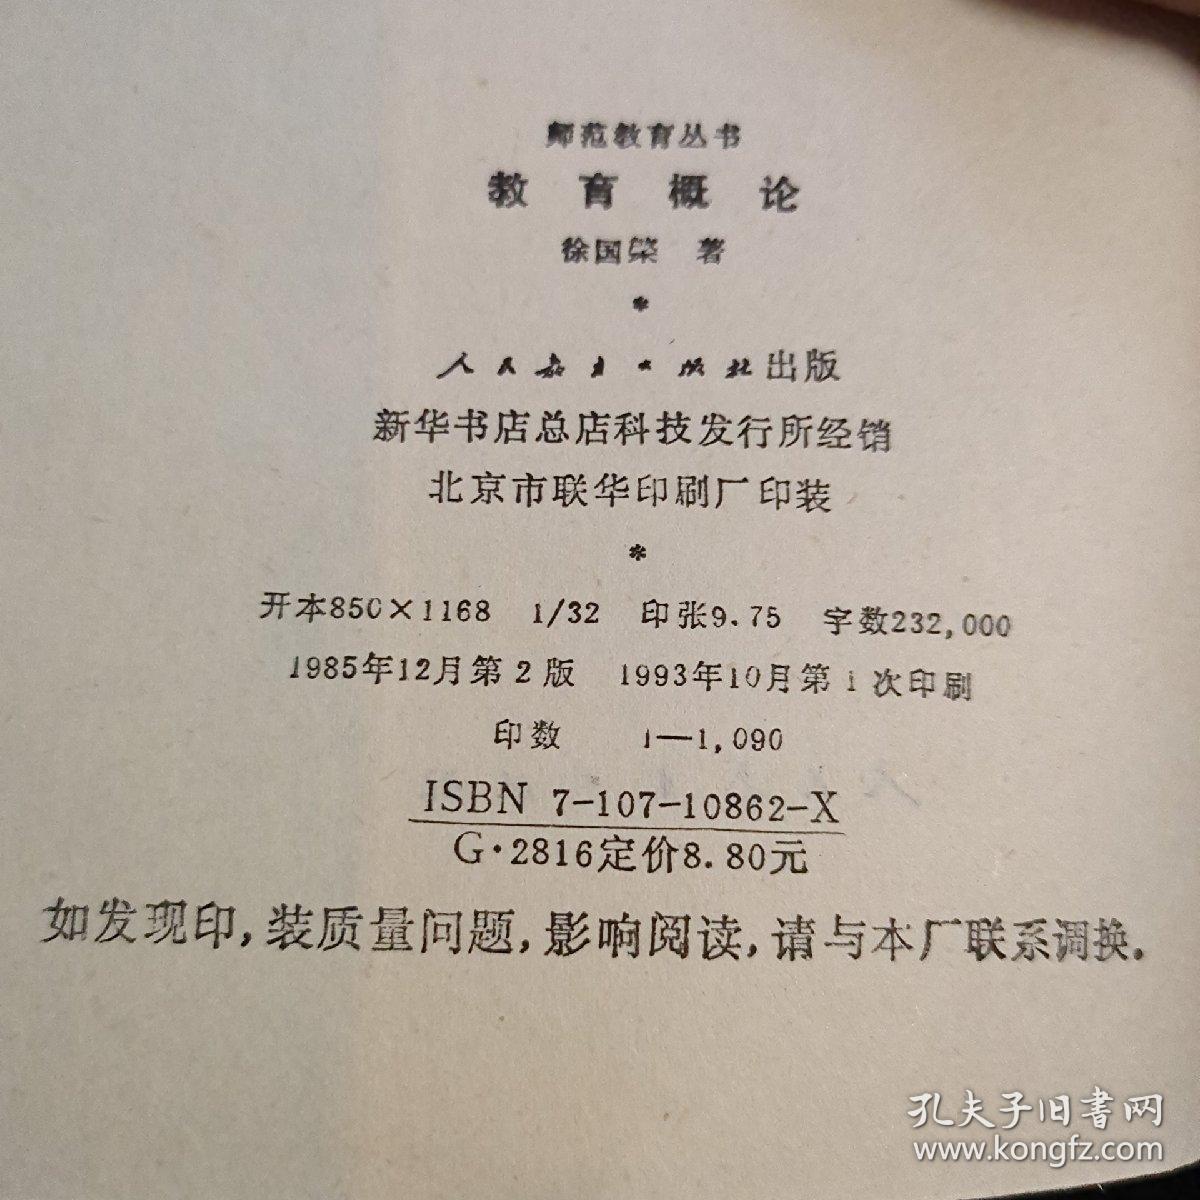 师范教育丛书
教育概论
徐国棨 著
*
人民教育出版社出版
新华书店总店科技发行所经销
北京市联华印刷厂印装
*
开本850×1168 1/32 印张9.75 字数232,000
1985年12月第2版 1993年10月第1次印刷
印数 1—1,090
ISBN 7-107-10862-X
G·2816定价8.80元
如发现印,装质量问题,影响阅读,请与本厂联系调换.
孔夫子旧书网
www.kongfz.com